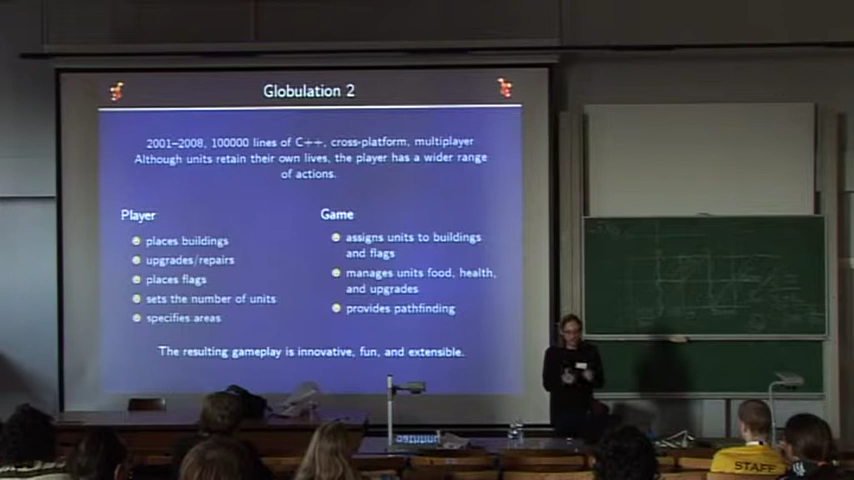 Globulation 2
2001–2008, 100000 lines of C++, cross-platform, multiplayer
Although units retain their own lives, the player has a wider range
of actions.
Player
places buildings
upgrades/repairs
places flags
sets the number of units
specifies areas
Game
assigns units to buildings
and flags
manages units food, health,
and upgrades
provides pathfinding
The resulting gameplay is innovative, fun, and extensible.
STAFF